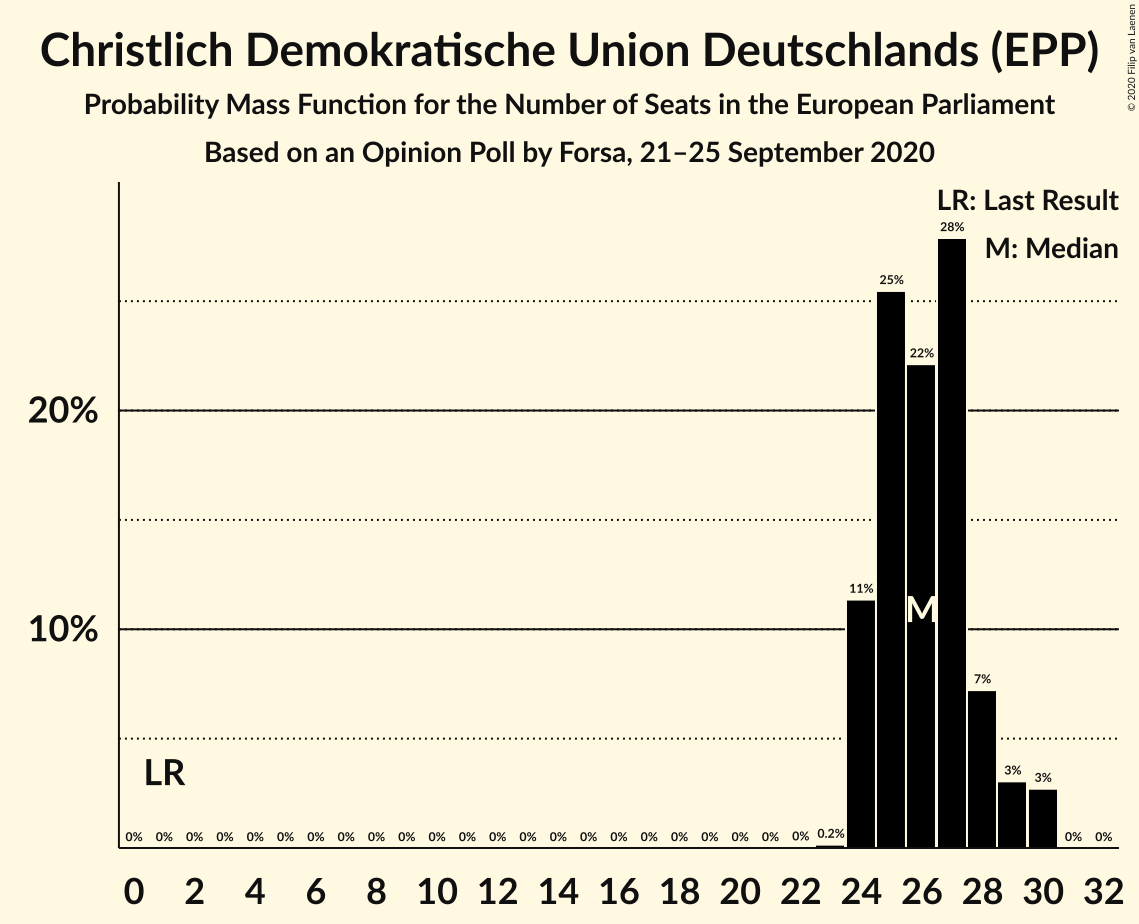 Christlich Demokratische Union Deutschlands (EPP)
Probability Mass Function for the Number of Seats in the European Parliament
Based on an Opinion Poll by Forsa, 21–25 September 2020
© 2020 Filip van Laenen
LR: Last Result
M: Median
28%
25%
22%
20%
11%
M
10%
7%
LR
3%
3%
0% 0% 0% 0% 0% 0% 0% 0% 0% 0% 0% 0% 0% 0% 0% 0% 0% 0% 0% 0% 0% 0% 0% 0.2% 0% 0%
0 2 4 6 8 10 12 14 16 18 20 22 24 26 28 30 32